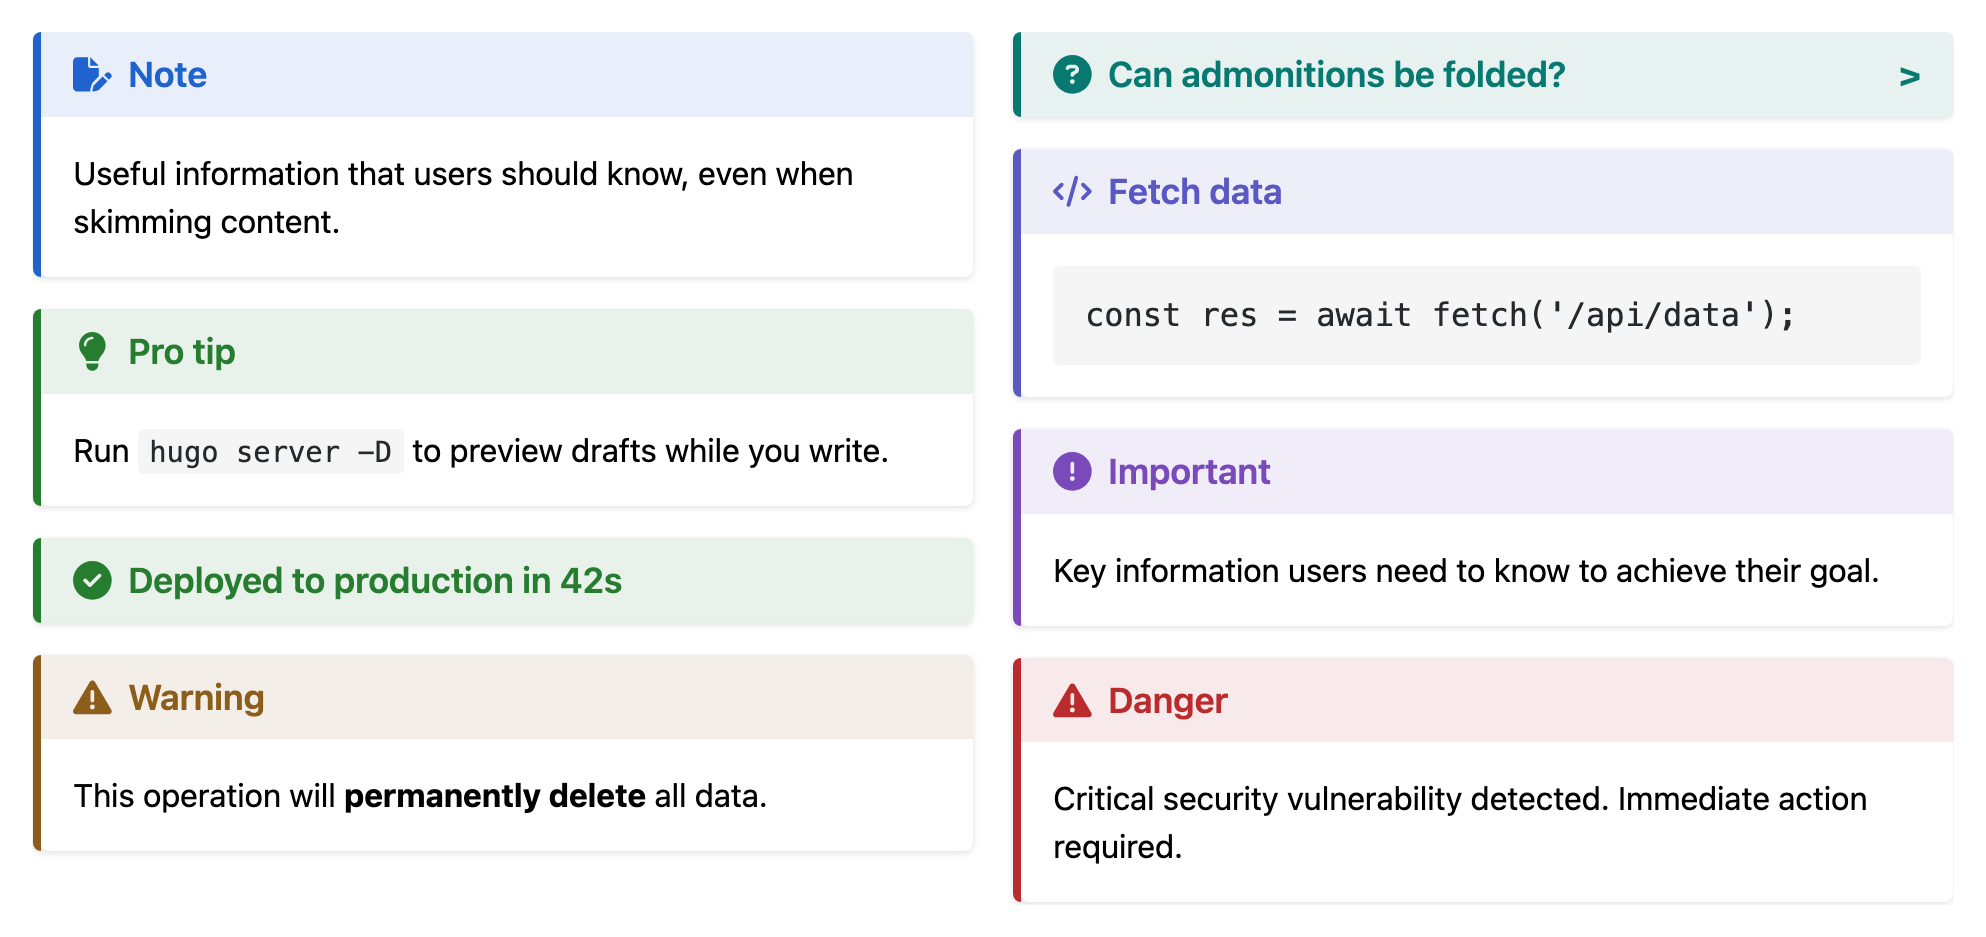 Note
Useful information that users should know, even when
skimming content.
Pro tip
Run hugo server -D to preview drafts while you write.
Deployed to production in 42s
Warning
This operation will permanently delete all data.
Can admonitions be folded? >
</> Fetch data
const res = await fetch('/api/data');
Important
Key information users need to know to achieve their goal.
Danger
Critical security vulnerability detected. Immediate action
required.